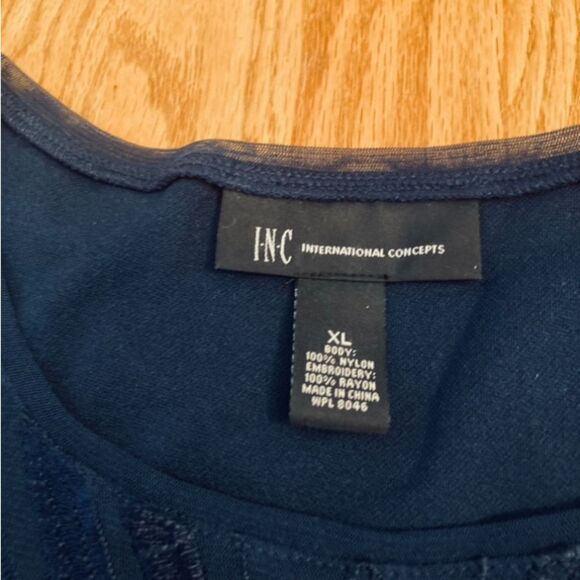 I·N·C INTERNATIONAL CONCEPTS
XL
BODY:
100% NYLON
EMBROIDERY:
100% RAYON
MADE IN CHINA
WPL 8046